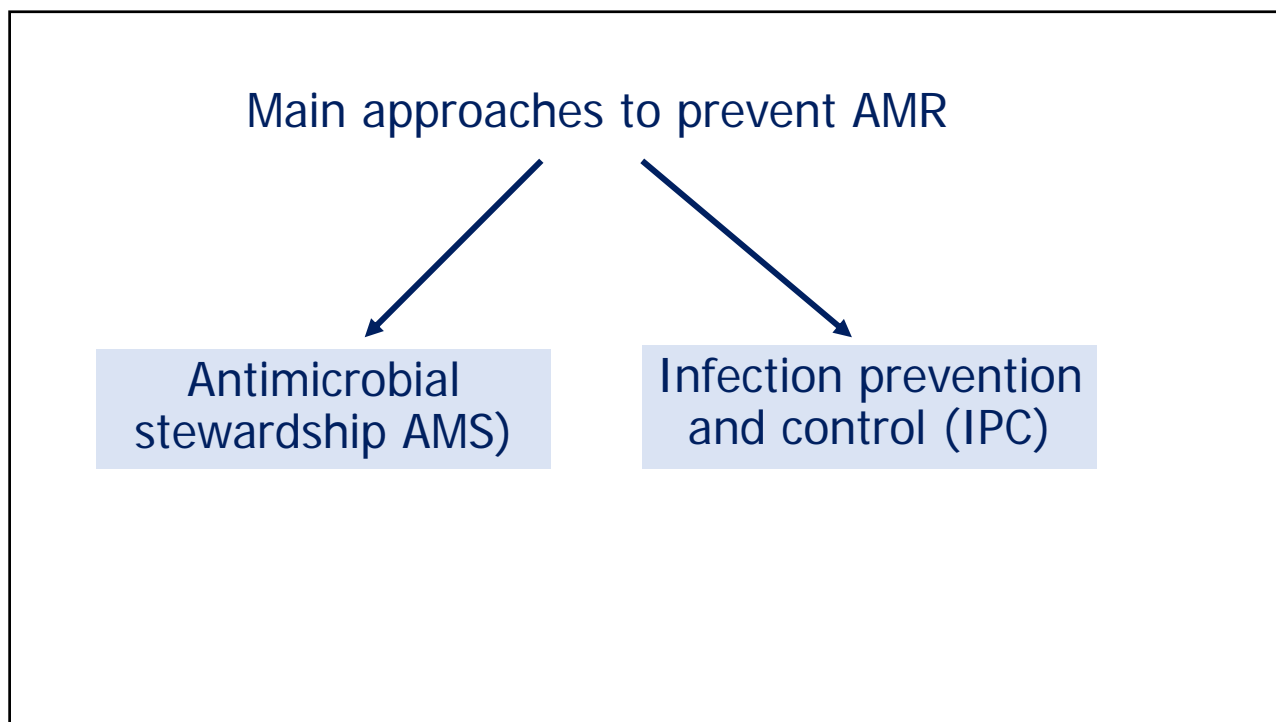 Main approaches to prevent AMR
Antimicrobial
stewardship AMS)
Infection prevention
and control (IPC)